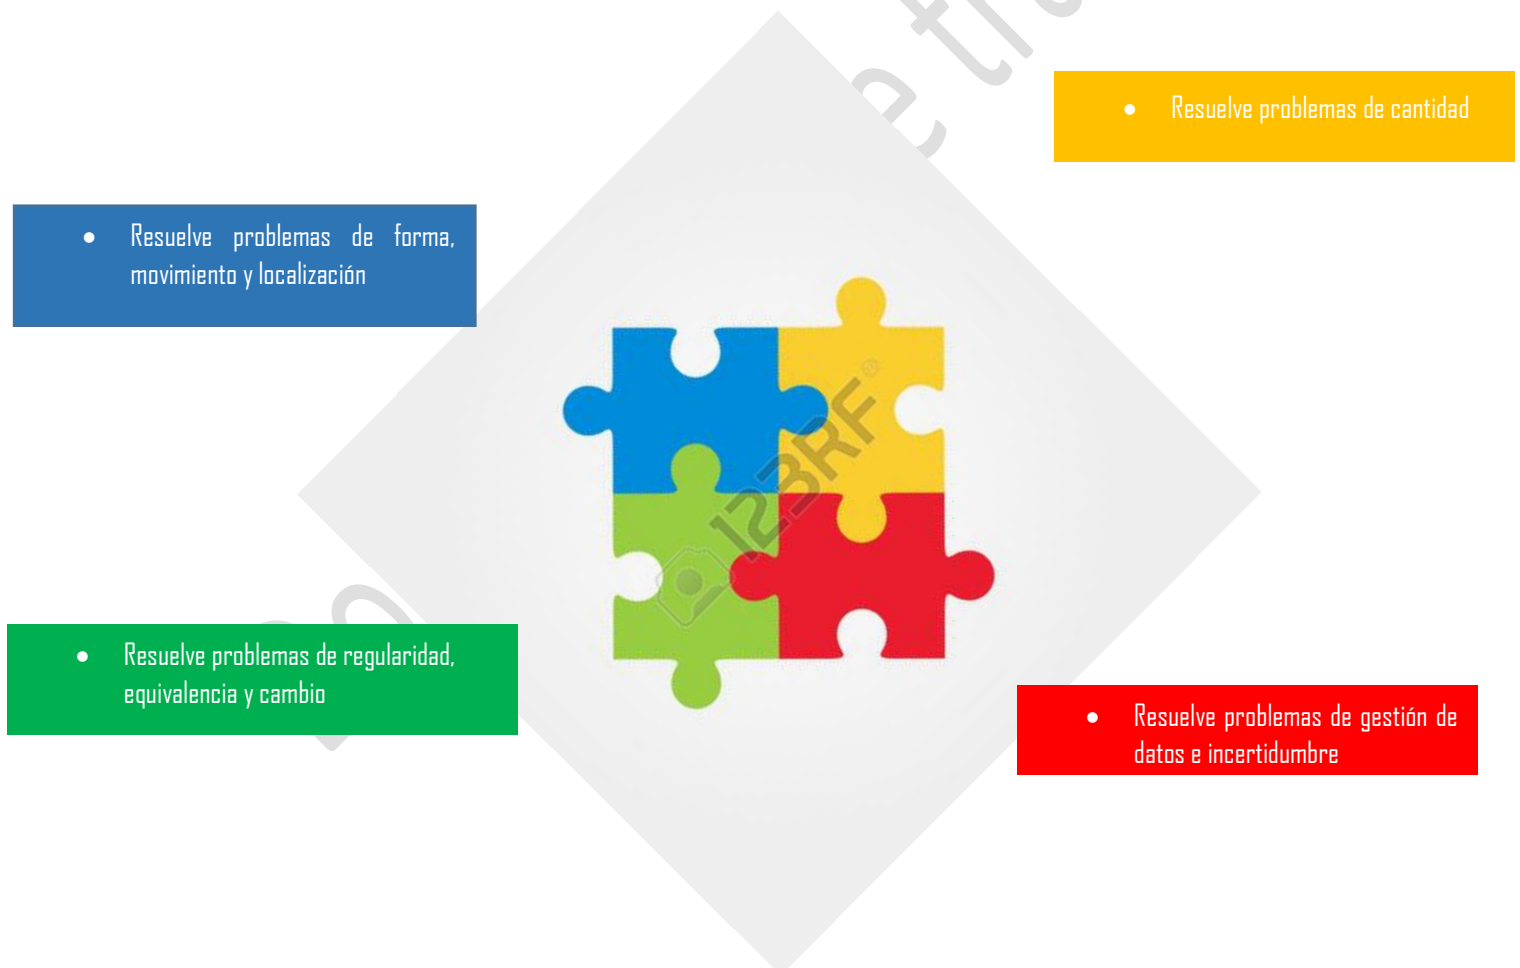 • Resuelve problemas de cantidad
• Resuelve problemas de forma,
movimiento y localización
123RF
• Resuelve problemas de regularidad,
equivalencia y cambio
• Resuelve problemas de gestión de
datos e incertidumbre